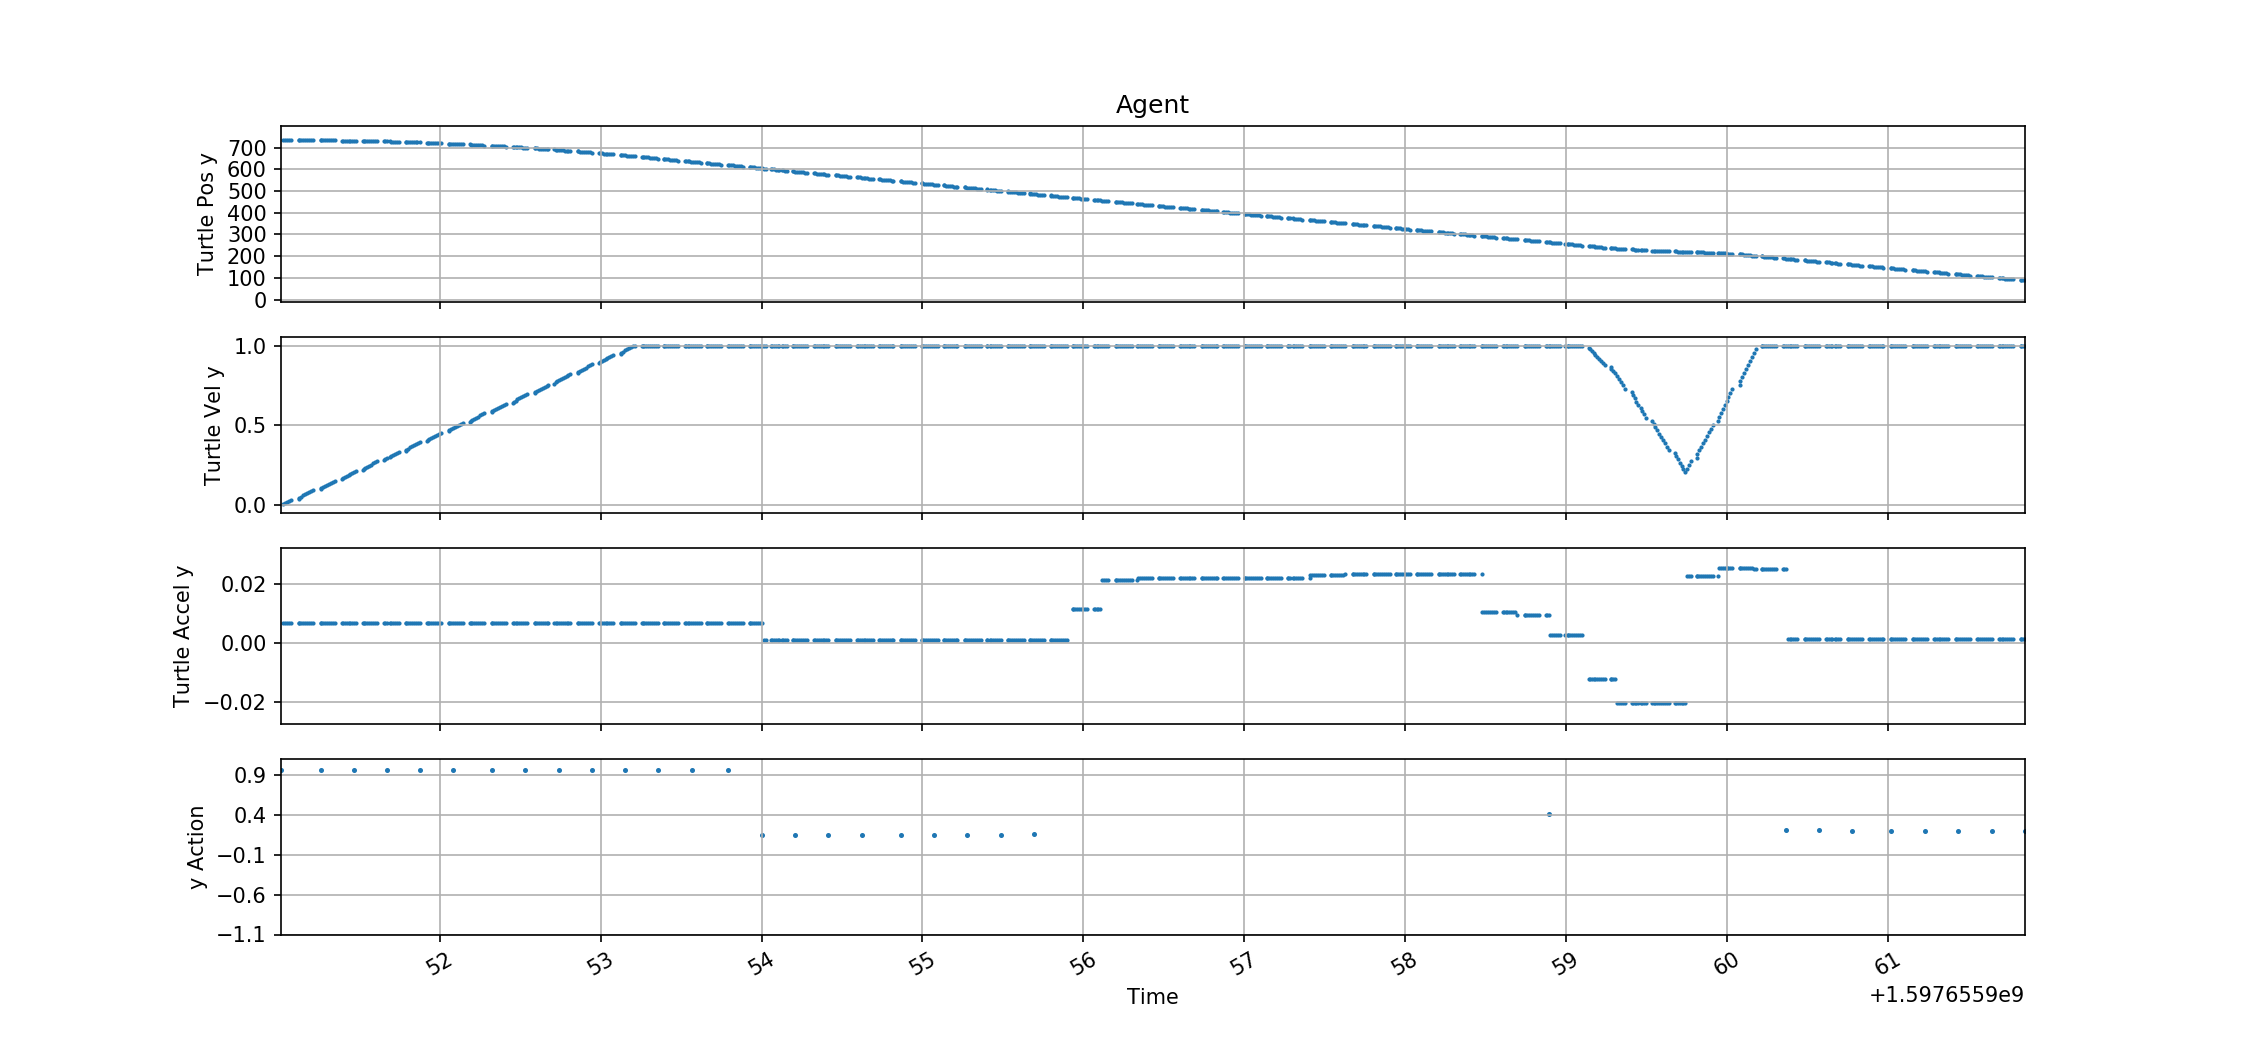 Agent
Turtle Pos y
700
600
500
400
300
200
100
0
Turtle Vel y
1.0
0.5
0.0
Turtle Accel y
0.02
0.00
−0.02
y Action
0.9
0.4
−0.1
−0.6
−1.1
52 53 54 55 56 57 58 59 60 61
Time
+1.5976559e9